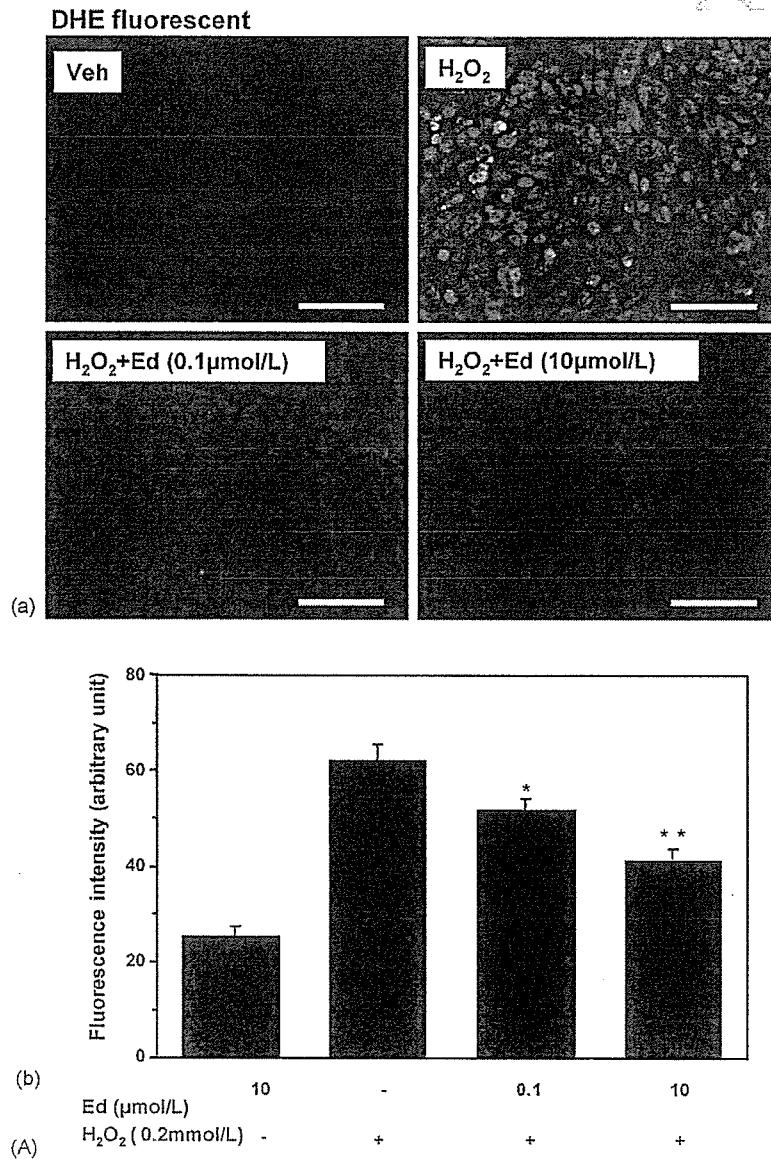 DHE fluorescent
Veh
H₂O₂
H₂O₂+Ed (0.1μmol/L)
H₂O₂+Ed (10μmol/L)
(a)
Fluorescence intensity (arbitrary unit)
80
60
40
20
0
*
* *
(b)
10 - 0.1 10
Ed (μmol/L)
H₂O₂ ( 0.2mmol/L) - + + +
(A)